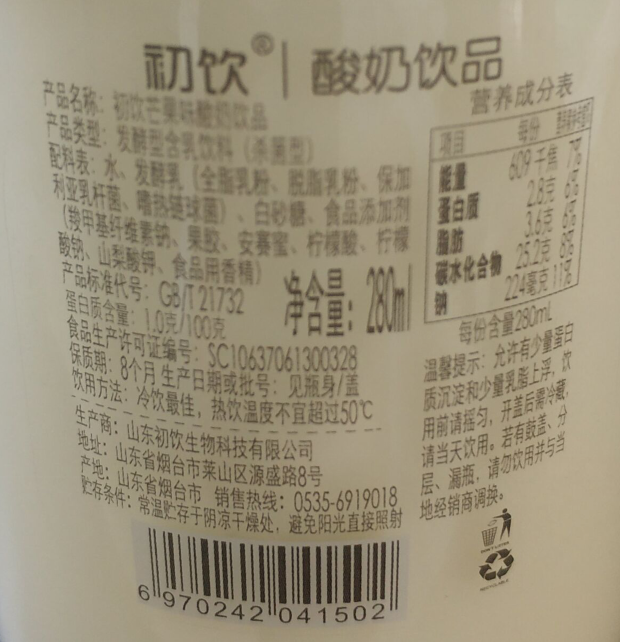 初饮® | 酸奶饮品
产品名称：初饮芒果味酸奶饮品
产品类型：发酵型含乳饮料（杀菌型）
配料表：水、发酵乳（全脂乳粉、脱脂乳粉、保加
利亚乳杆菌、嗜热链球菌）、白砂糖、食品添加剂
（羧甲基纤维素钠、果胶、安赛蜜、柠檬酸、柠檬
酸钠、山梨酸钾、食品用香精）
产品标准代号：GB/T 21732
蛋白质含量：1.0克/100克
净含量：280ml
食品生产许可证编号：SC10637061300328
保质期：8个月 生产日期或批号：见瓶身/盖
饮用方法：冷饮最佳，热饮温度不宜超过50℃
生产商：山东初饮生物科技有限公司
地址：山东省烟台市莱山区源盛路8号
产地：山东省烟台市 销售热线：0535-6919018
贮存条件：常温贮存于阴凉干燥处，避免阳光直接照射
6 970242 041502
营养成分表
项目 每份
能量 609千焦 7%
蛋白质 2.8克 6%
脂肪 3.6克 6%
碳水化合物 25.2克 8%
钠 224毫克 11%
每份含量280mL
温馨提示：允许有少量蛋白
质沉淀和少量乳脂上浮，饮
用前请摇匀，开盖后需冷藏，
请当天饮用。若有鼓盖、分
层、漏瓶，请勿饮用并与当
地经销商调换。